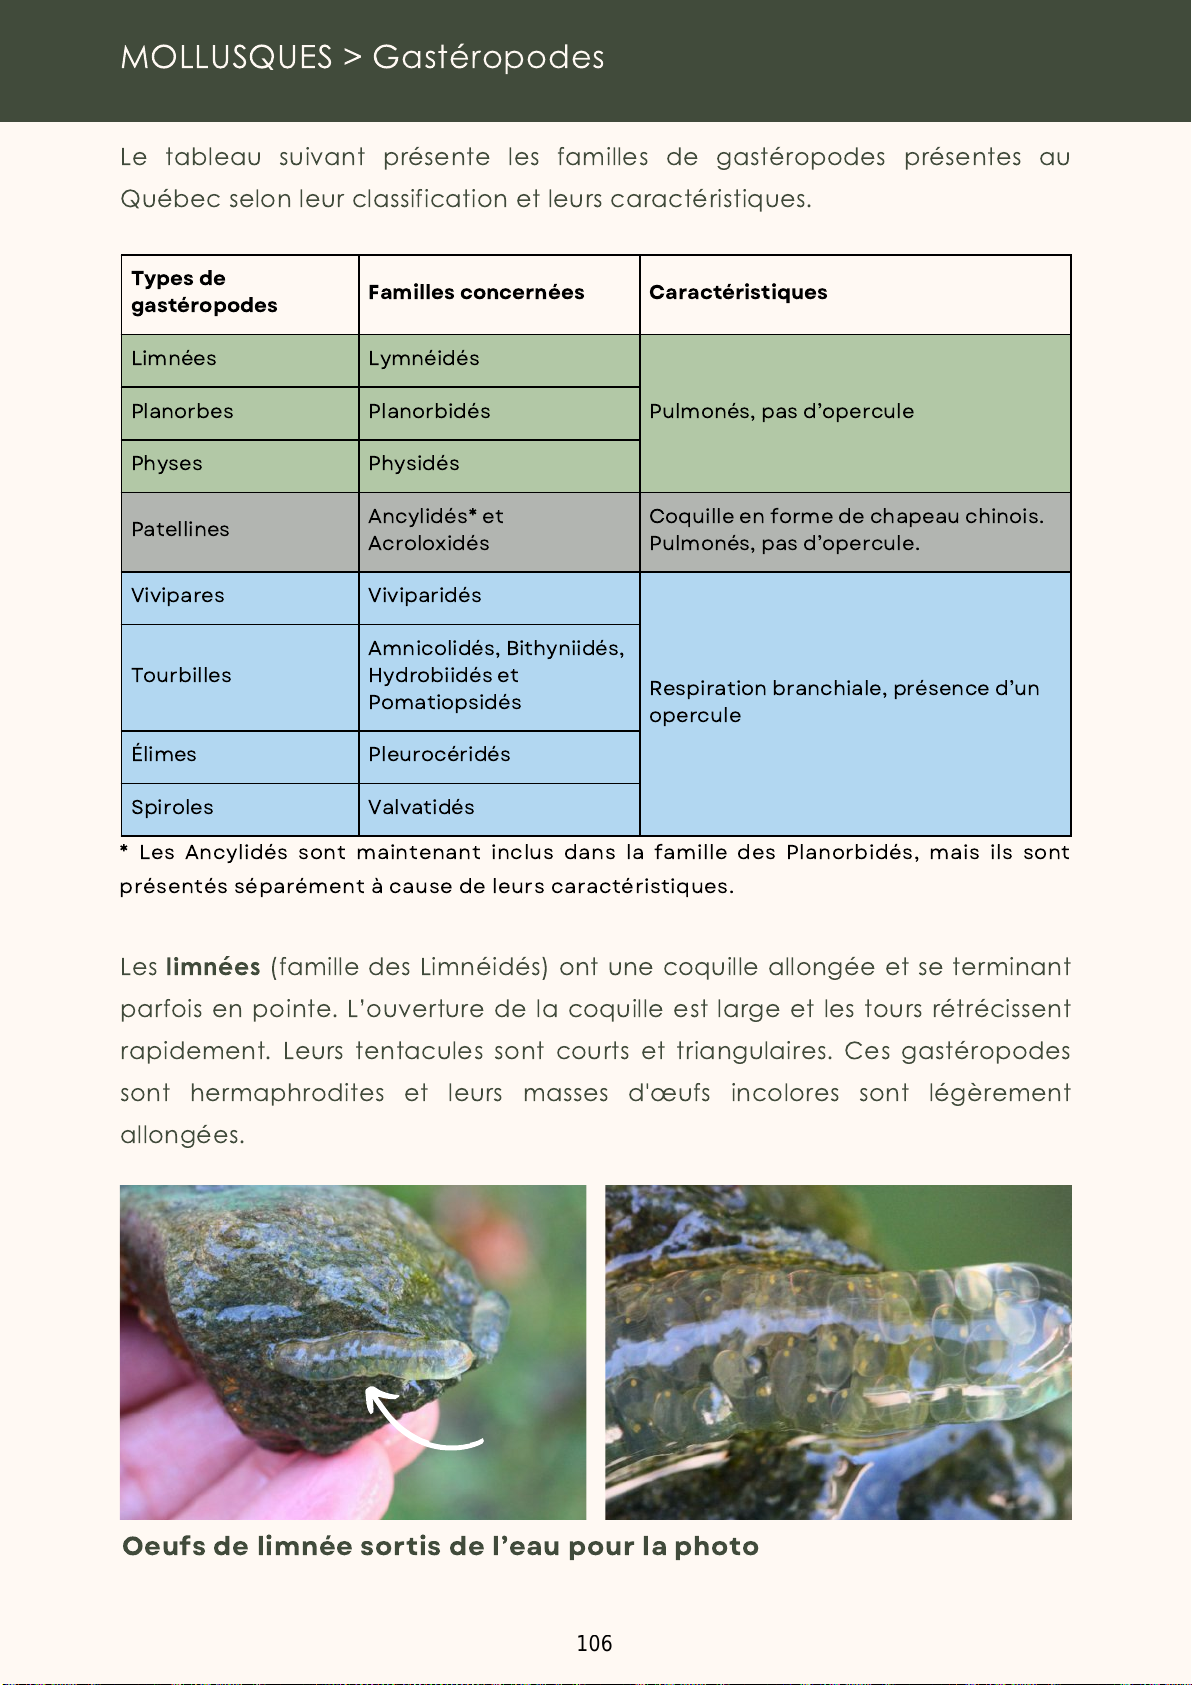 MOLLUSQUES > Gastéropodes
Le tableau suivant présente les familles de gastéropodes présentes au
Québec selon leur classification et leurs caractéristiques.
Types de
gastéropodes
Familles concernées
Caractéristiques
Limnées
Lymnéidés
Planorbes
Planorbidés
Pulmonés, pas d’opercule
Physes
Physidés
Patellines
Ancylidés* et
Acroloxidés
Coquille en forme de chapeau chinois.
Pulmonés, pas d’opercule.
Vivipares
Viviparidés
Tourbilles
Amnicolidés, Bithyniidés,
Hydrobiidés et
Pomatiopsidés
Respiration branchiale, présence d’un
opercule
Élimes
Pleurocéridés
Spiroles
Valvatidés
* Les Ancylidés sont maintenant inclus dans la famille des Planorbidés, mais ils sont
présentés séparément à cause de leurs caractéristiques.
Les limnées (famille des Limnéidés) ont une coquille allongée et se terminant
parfois en pointe. L'ouverture de la coquille est large et les tours rétrécissent
rapidement. Leurs tentacules sont courts et triangulaires. Ces gastéropodes
sont hermaphrodites et leurs masses d'œufs incolores sont légèrement
allongées.
Oeufs de limnée sortis de l’eau pour la photo
106